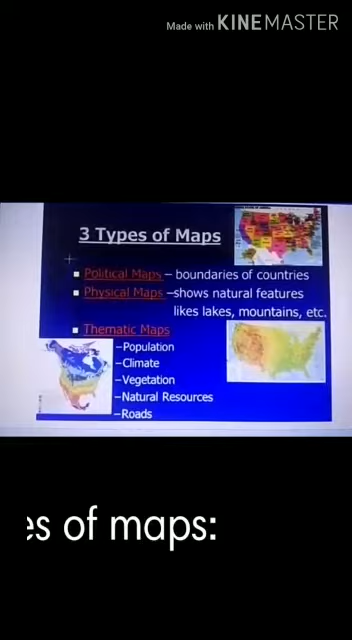 Made with KINEMASTER
3 Types of Maps
Political Maps – boundaries of countries
Physical Maps –shows natural features
likes lakes, mountains, etc.
Thematic Maps
–Population
–Climate
–Vegetation
–Natural Resources
–Roads
es of maps: